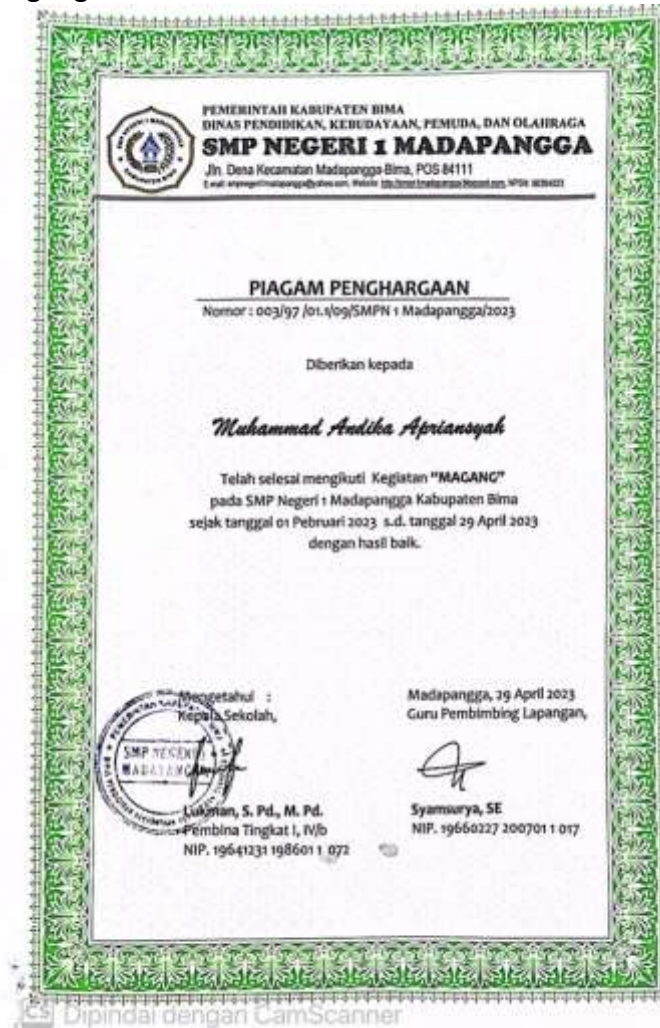 PEMERINTAH KABUPATEN BIMA
DINAS PENDIDIKAN, KEBUDAYAAN, PEMUDA, DAN OLAHRAGA
SMP NEGERI 1 MADAPANGGA
Jln. Dena Kecamatan Madapangga-Bima, POS 84111
PIAGAM PENGHARGAAN
Nomor : 003/97 /01.1/09/SMPN 1 Madapangga/2023
Diberikan kepada
Muhammad Andika Apriansyah
Telah selesai mengikuti Kegiatan "MAGANG"
pada SMP Negeri 1 Madapangga Kabupaten Bima
sejak tanggal 01 Pebruari 2023 s.d. tanggal 29 April 2023
dengan hasil baik.
Mengetahui :
Kepala Sekolah,
SMP NEGERI
MADAPANGGA
Lukman, S. Pd., M. Pd.
Pembina Tingkat I, IV/b
NIP. 19641231 198601 1 072
Madapangga, 29 April 2023
Guru Pembimbing Lapangan,
Syamsurya, SE
NIP. 19660227 200701 1 017
CS Dipindai dengan CamScanner